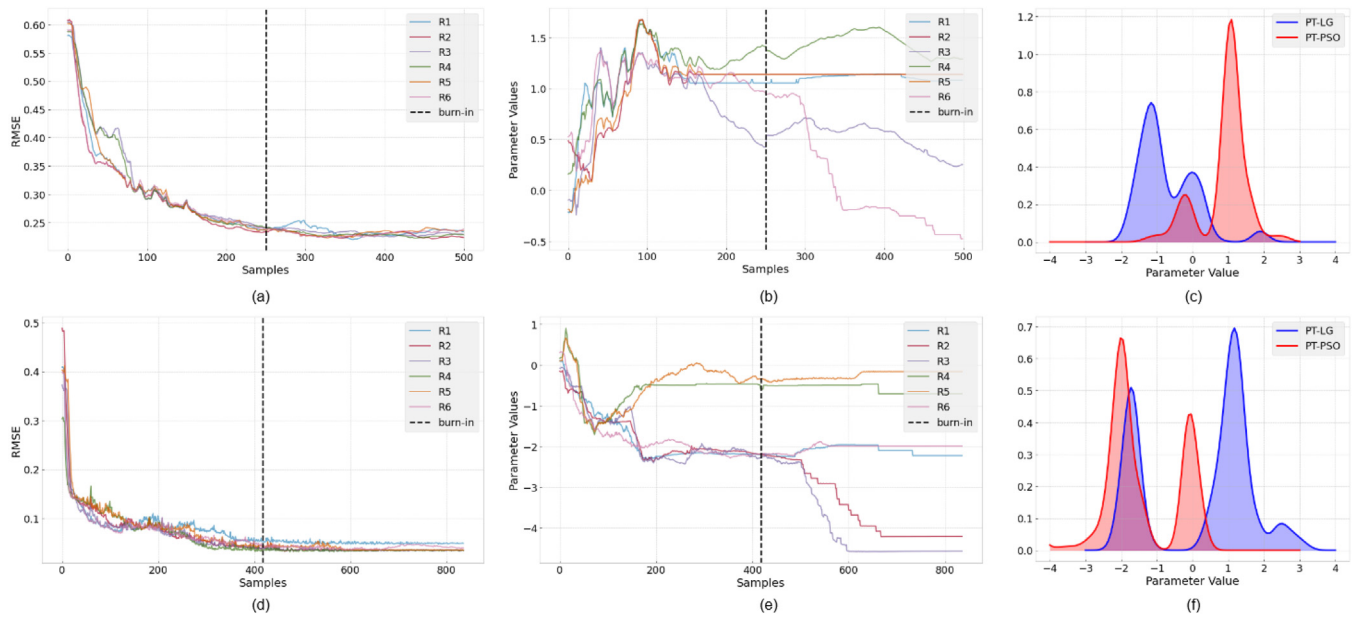 0.60
0.55
0.50
0.45
0.40
0.35
0.30
0.25
RMSE
0 100 200 300 400 500
Samples
R1
R2
R3
R4
R5
R6
burn-in
(a)
1.5
1.0
0.5
0.0
−0.5
Parameter Values
0 100 200 300 400 500
Samples
R1
R2
R3
R4
R5
R6
burn-in
(b)
1.2
1.0
0.8
0.6
0.4
0.2
0.0
−4 −3 −2 −1 0 1 2 3 4
Parameter Value
PT-LG
PT-PSO
(c)
0.5
0.4
0.3
0.2
0.1
RMSE
0 200 400 600 800
Samples
R1
R2
R3
R4
R5
R6
burn-in
(d)
1
0
−1
−2
−3
−4
Parameter Values
0 200 400 600 800
Samples
R1
R2
R3
R4
R5
R6
burn-in
(e)
0.7
0.6
0.5
0.4
0.3
0.2
0.1
0.0
−4 −3 −2 −1 0 1 2 3 4
Parameter Value
PT-LG
PT-PSO
(f)